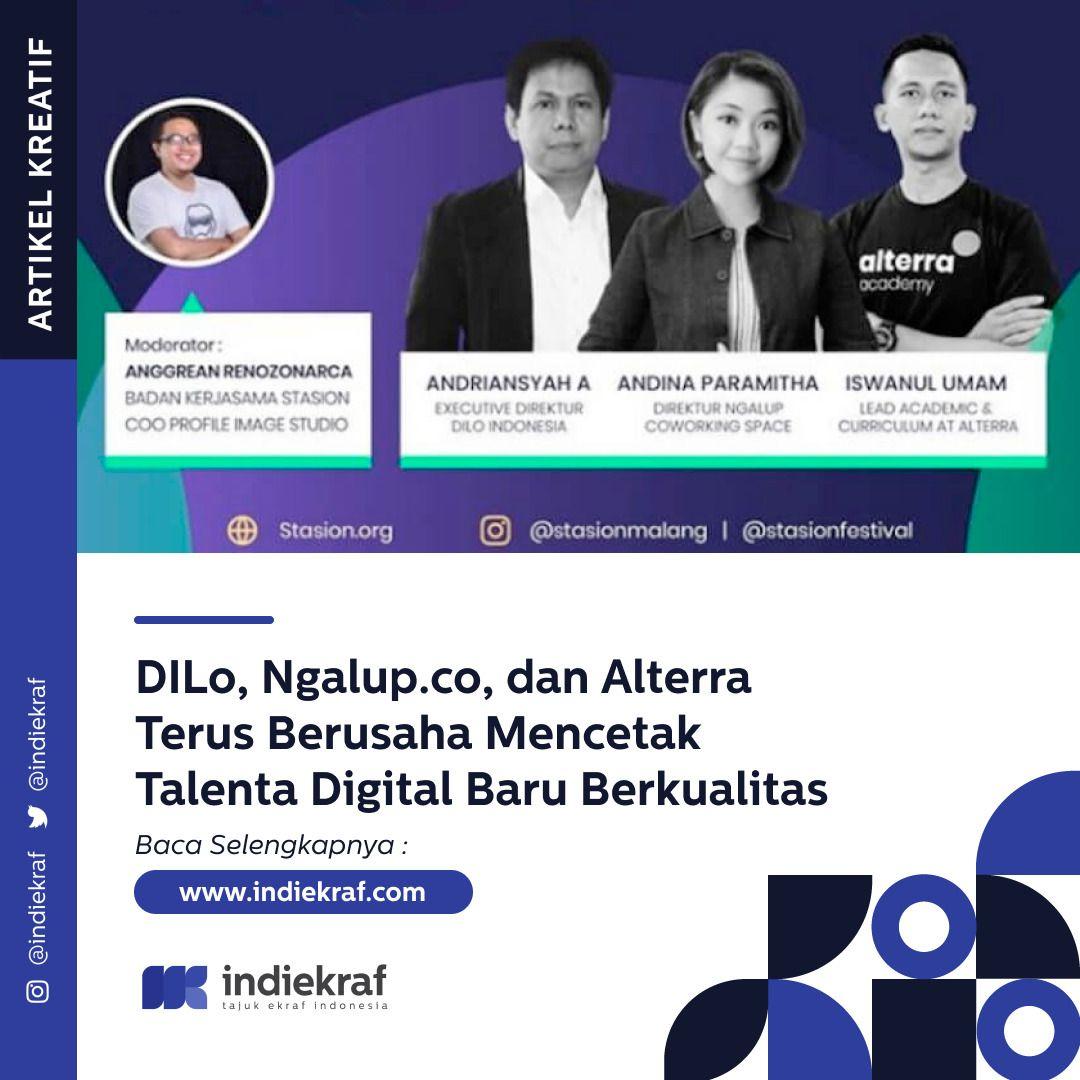 ARTIKEL KREATIF
alterra
academy
Moderator :
ANGGREAN RENOZONARCA
BADAN KERJASAMA STASION
COO PROFILE IMAGE STUDIO
ANDRIANSYAH A
EXECUTIVE DIREKTUR
DILO INDONESIA
ANDINA PARAMITHA
DIREKTUR NGALUP
COWORKING SPACE
ISWANUL UMAM
LEAD ACADEMIC &
CURRICULUM AT ALTERRA
Stasion.org
@stasionmalang | @stasionfestival
DILo, Ngalup.co, dan Alterra
Terus Berusaha Mencetak
Talenta Digital Baru Berkualitas
Baca Selengkapnya :
www.indiekraf.com
indiekraf
tajuk ekraf indonesia
@indiekraf @indiekraf